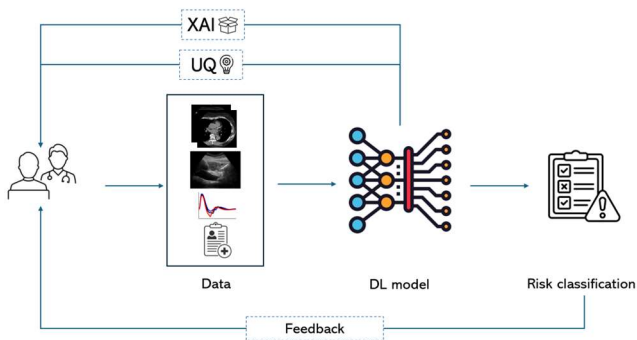 XAI
UQ
Data
DL model
Risk classification
Feedback